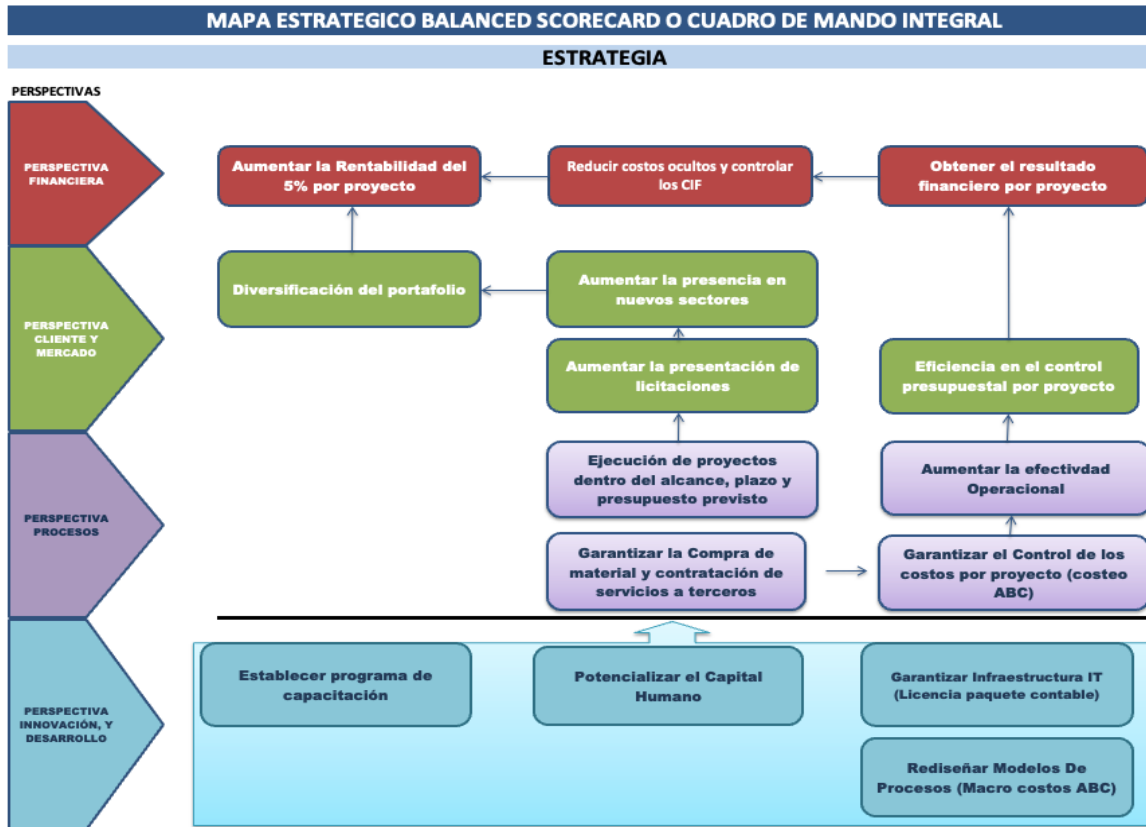 MAPA ESTRATEGICO BALANCED SCORECARD O CUADRO DE MANDO INTEGRAL
ESTRATEGIA
PERSPECTIVAS
PERSPECTIVA
FINANCIERA
Aumentar la Rentabilidad del
5% por proyecto
Reducir costos ocultos y controlar
los CIF
Obtener el resultado
financiero por proyecto
PERSPECTIVA
CLIENTE Y
MERCADO
Diversificación del portafolio
Aumentar la presencia en
nuevos sectores
Aumentar la presentación de
licitaciones
Eficiencia en el control
presupuestal por proyecto
PERSPECTIVA
PROCESOS
Ejecución de proyectos
dentro del alcance, plazo y
presupuesto previsto
Aumentar la efectivdad
Operacional
Garantizar la Compra de
material y contratación de
servicios a terceros
Garantizar el Control de los
costos por proyecto (costeo
ABC)
PERSPECTIVA
INNOVACIÓN, Y
DESARROLLO
Establecer programa de
capacitación
Potencializar el Capital
Humano
Garantizar Infraestructura IT
(Licencia paquete contable)
Rediseñar Modelos De
Procesos (Macro costos ABC)